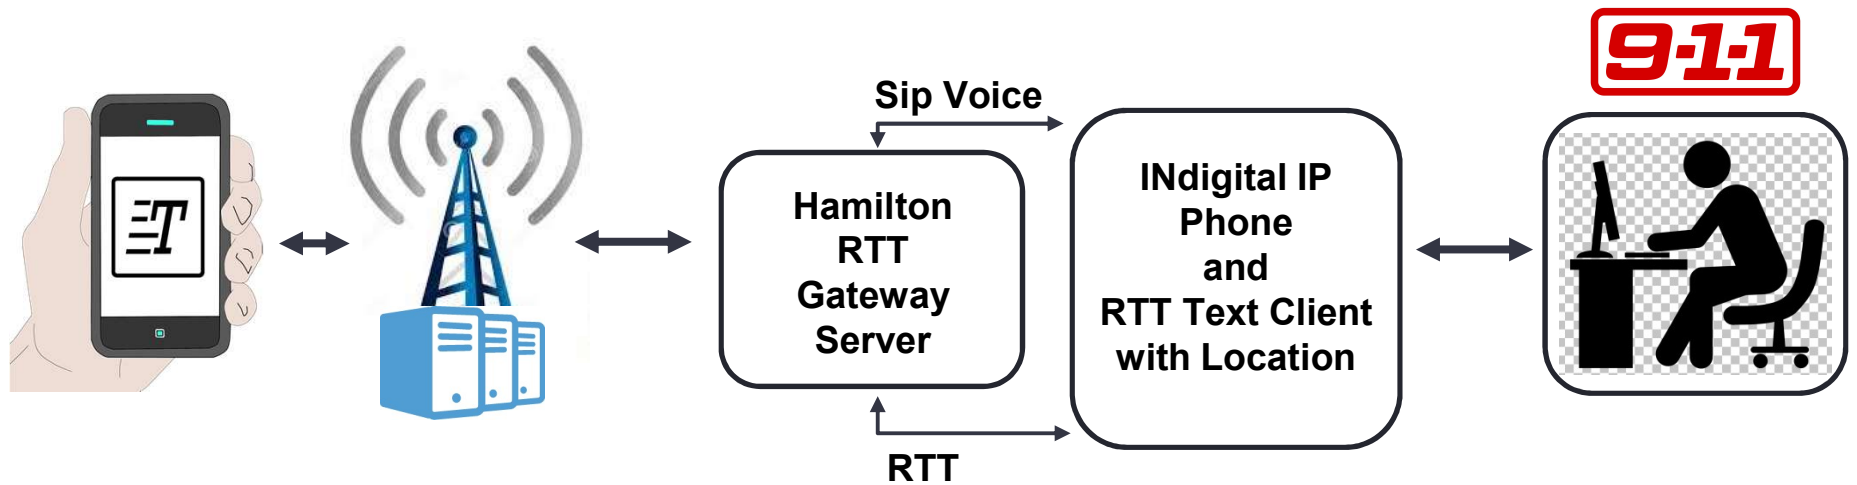 T
Sip Voice
Hamilton
RTT
Gateway
Server
RTT
INdigital IP
Phone
and
RTT Text Client
with Location
9-1-1